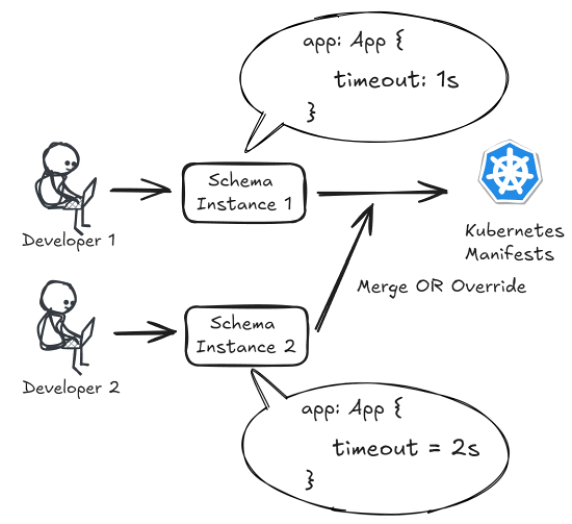 app: App {
timeout: 1s
}
Schema
Instance 1
Developer 1
Kubernetes
Manifests
Merge OR Override
Schema
Instance 2
Developer 2
app: App {
timeout = 2s
}